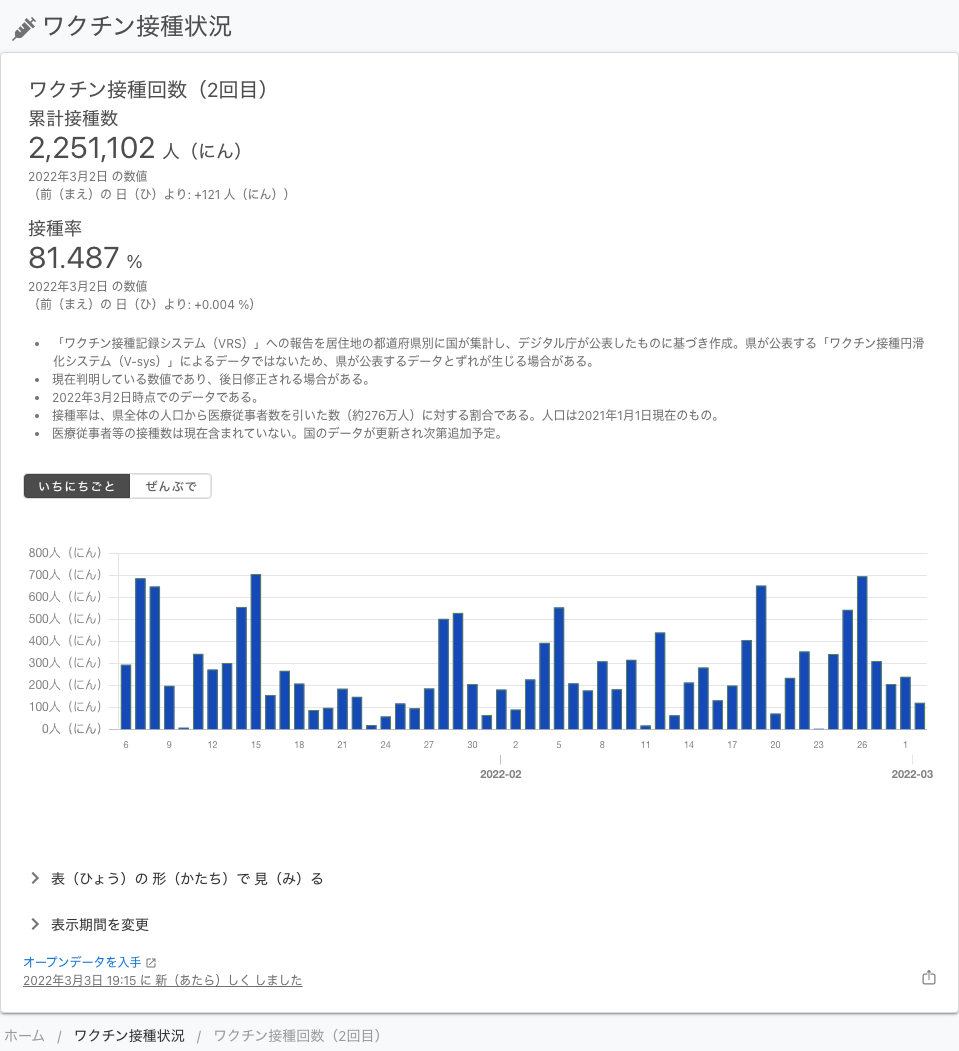 ワクチン接種状況
ワクチン接種回数（2回目）
累計接種数
2,251,102 人（にん）
2022年3月2日 の数値
（前（まえ）の 日（ひ）より: +121 人（にん））
接種率
81.487 %
2022年3月2日 の数値
（前（まえ）の 日（ひ）より: +0.004 %）
• 「ワクチン接種記録システム（VRS）」への報告を居住地の都道府県別に国が集計し、デジタル庁が公表したものに基づき作成。県が公表する「ワクチン接種円滑
化システム（V-sys）」によるデータではないため、県が公表するデータとずれが生じる場合がある。
• 現在判明している数値であり、後日修正される場合がある。
• 2022年3月2日時点でのデータである。
• 接種率は、県全体の人口から医療従事者数を引いた数（約276万人）に対する割合である。人口は2021年1月1日現在のもの。
• 医療従事者等の接種数は現在含まれていない。国のデータが更新され次第追加予定。
いちにちごと ぜんぶで
800人（にん）
700人（にん）
600人（にん）
500人（にん）
400人（にん）
300人（にん）
200人（にん）
100人（にん）
0人（にん）
6 9 12 15 18 21 24 27 30 2 5 8 11 14 17 20 23 26 1
2022-02 2022-03
表（ひょう）の 形（かたち）で 見（み）る
表示期間を変更
オープンデータを入手
2022年3月3日 19:15 に 新（あたら）しく しました
ホーム / ワクチン接種状況 / ワクチン接種回数（2回目）